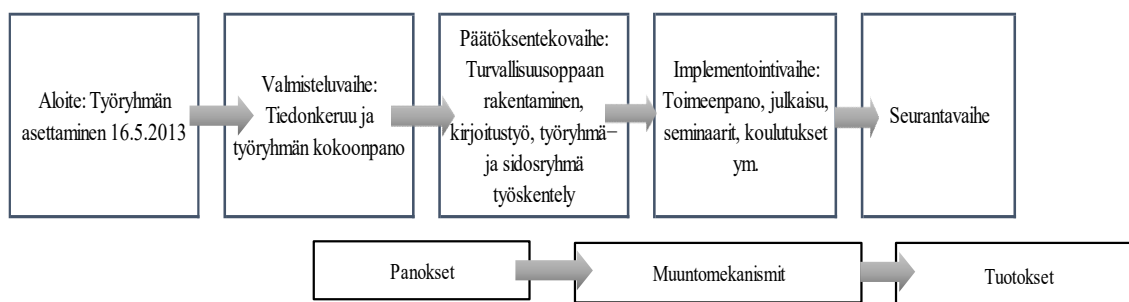 Aloite: Työryhmän
asettaminen 16.5.2013
Valmisteluvaihe:
Tiedonkeruu ja
työryhmän kokoonpano
Päätöksentekovaihe:
Turvallisuusoppaan
rakentaminen,
kirjoitustyö, työryhmä–
ja sidosryhmä
työskentely
Implementointivaihe:
Toimeenpano, julkaisu,
seminaarit, koulutukset
ym.
Seurantavaihe
Panokset
Muuntomekanismit
Tuotokset